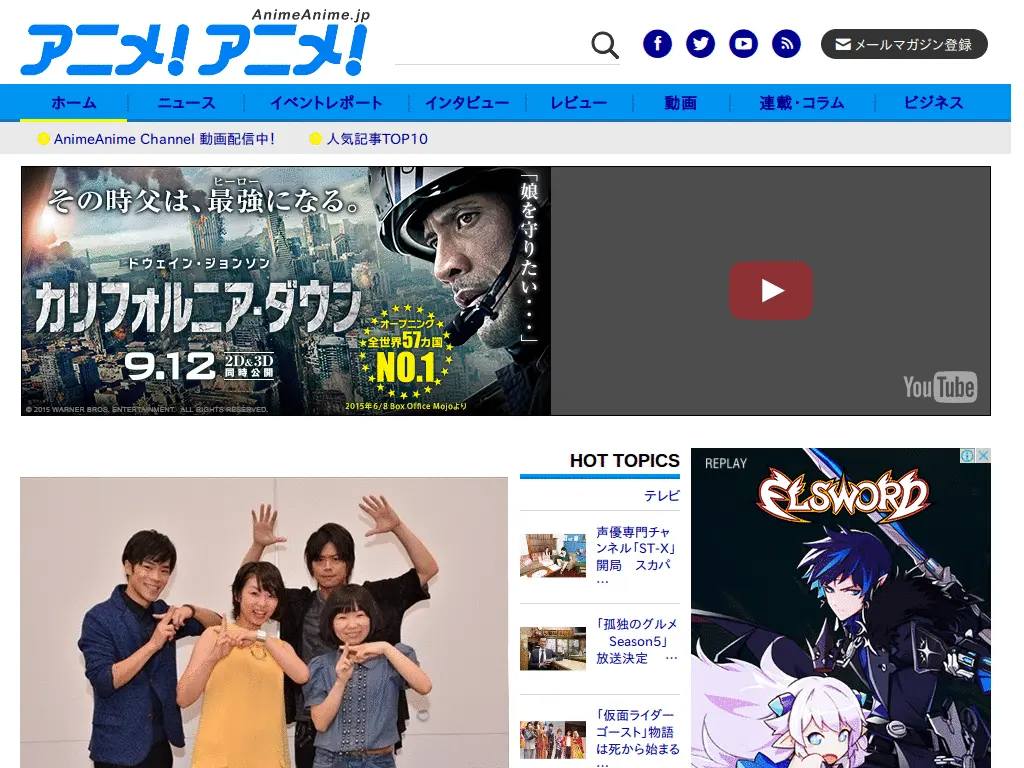 AnimeAnime.jp
アニメ!アニメ!
メールマガジン登録
ホーム
ニュース
イベントレポート
インタビュー
レビュー
動画
連載・コラム
ビジネス
AnimeAnime Channel 動画配信中!
人気記事TOP10
ヒーロー
その時父は、最強になる。
「娘を守りたい・・・・」
ドウェイン・ジョンソン
カリフォルニア・ダウン
9.12 2D&3D
同時公開
オープニング
全世界57カ国
NO.1
2015年6/8 Box Office Mojoより
© 2015 WARNER BROS. ENTERTAINMENT. ALL RIGHTS RESERVED.
YouTube
HOT TOPICS
テレビ
声優専門チャ
ンネル「ST-X」
開局　スカパ
…
「孤独のグルメ
Season5」
放送決定　…
「仮面ライダー
ゴースト」物語
は死から始まる
…
REPLAY
ELSWORD